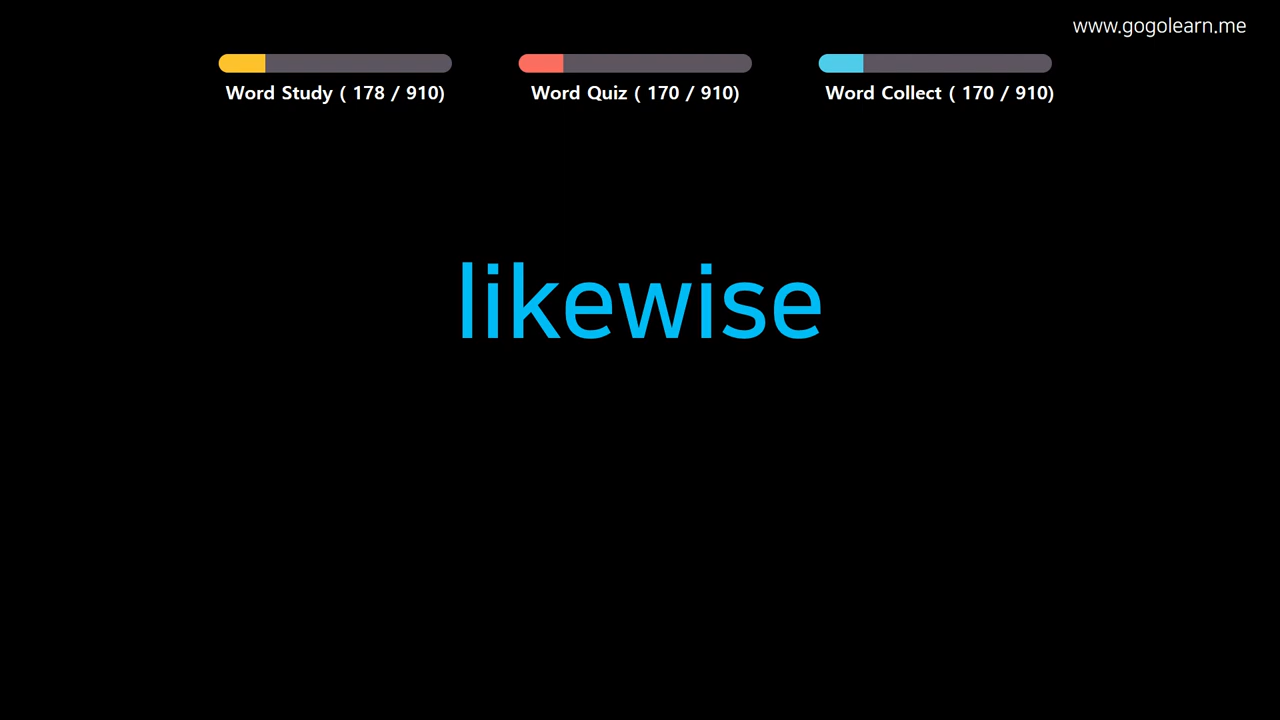 www.gogolearn.me
Word Study ( 178 / 910)
Word Quiz ( 170 / 910)
Word Collect ( 170 / 910)
likewise